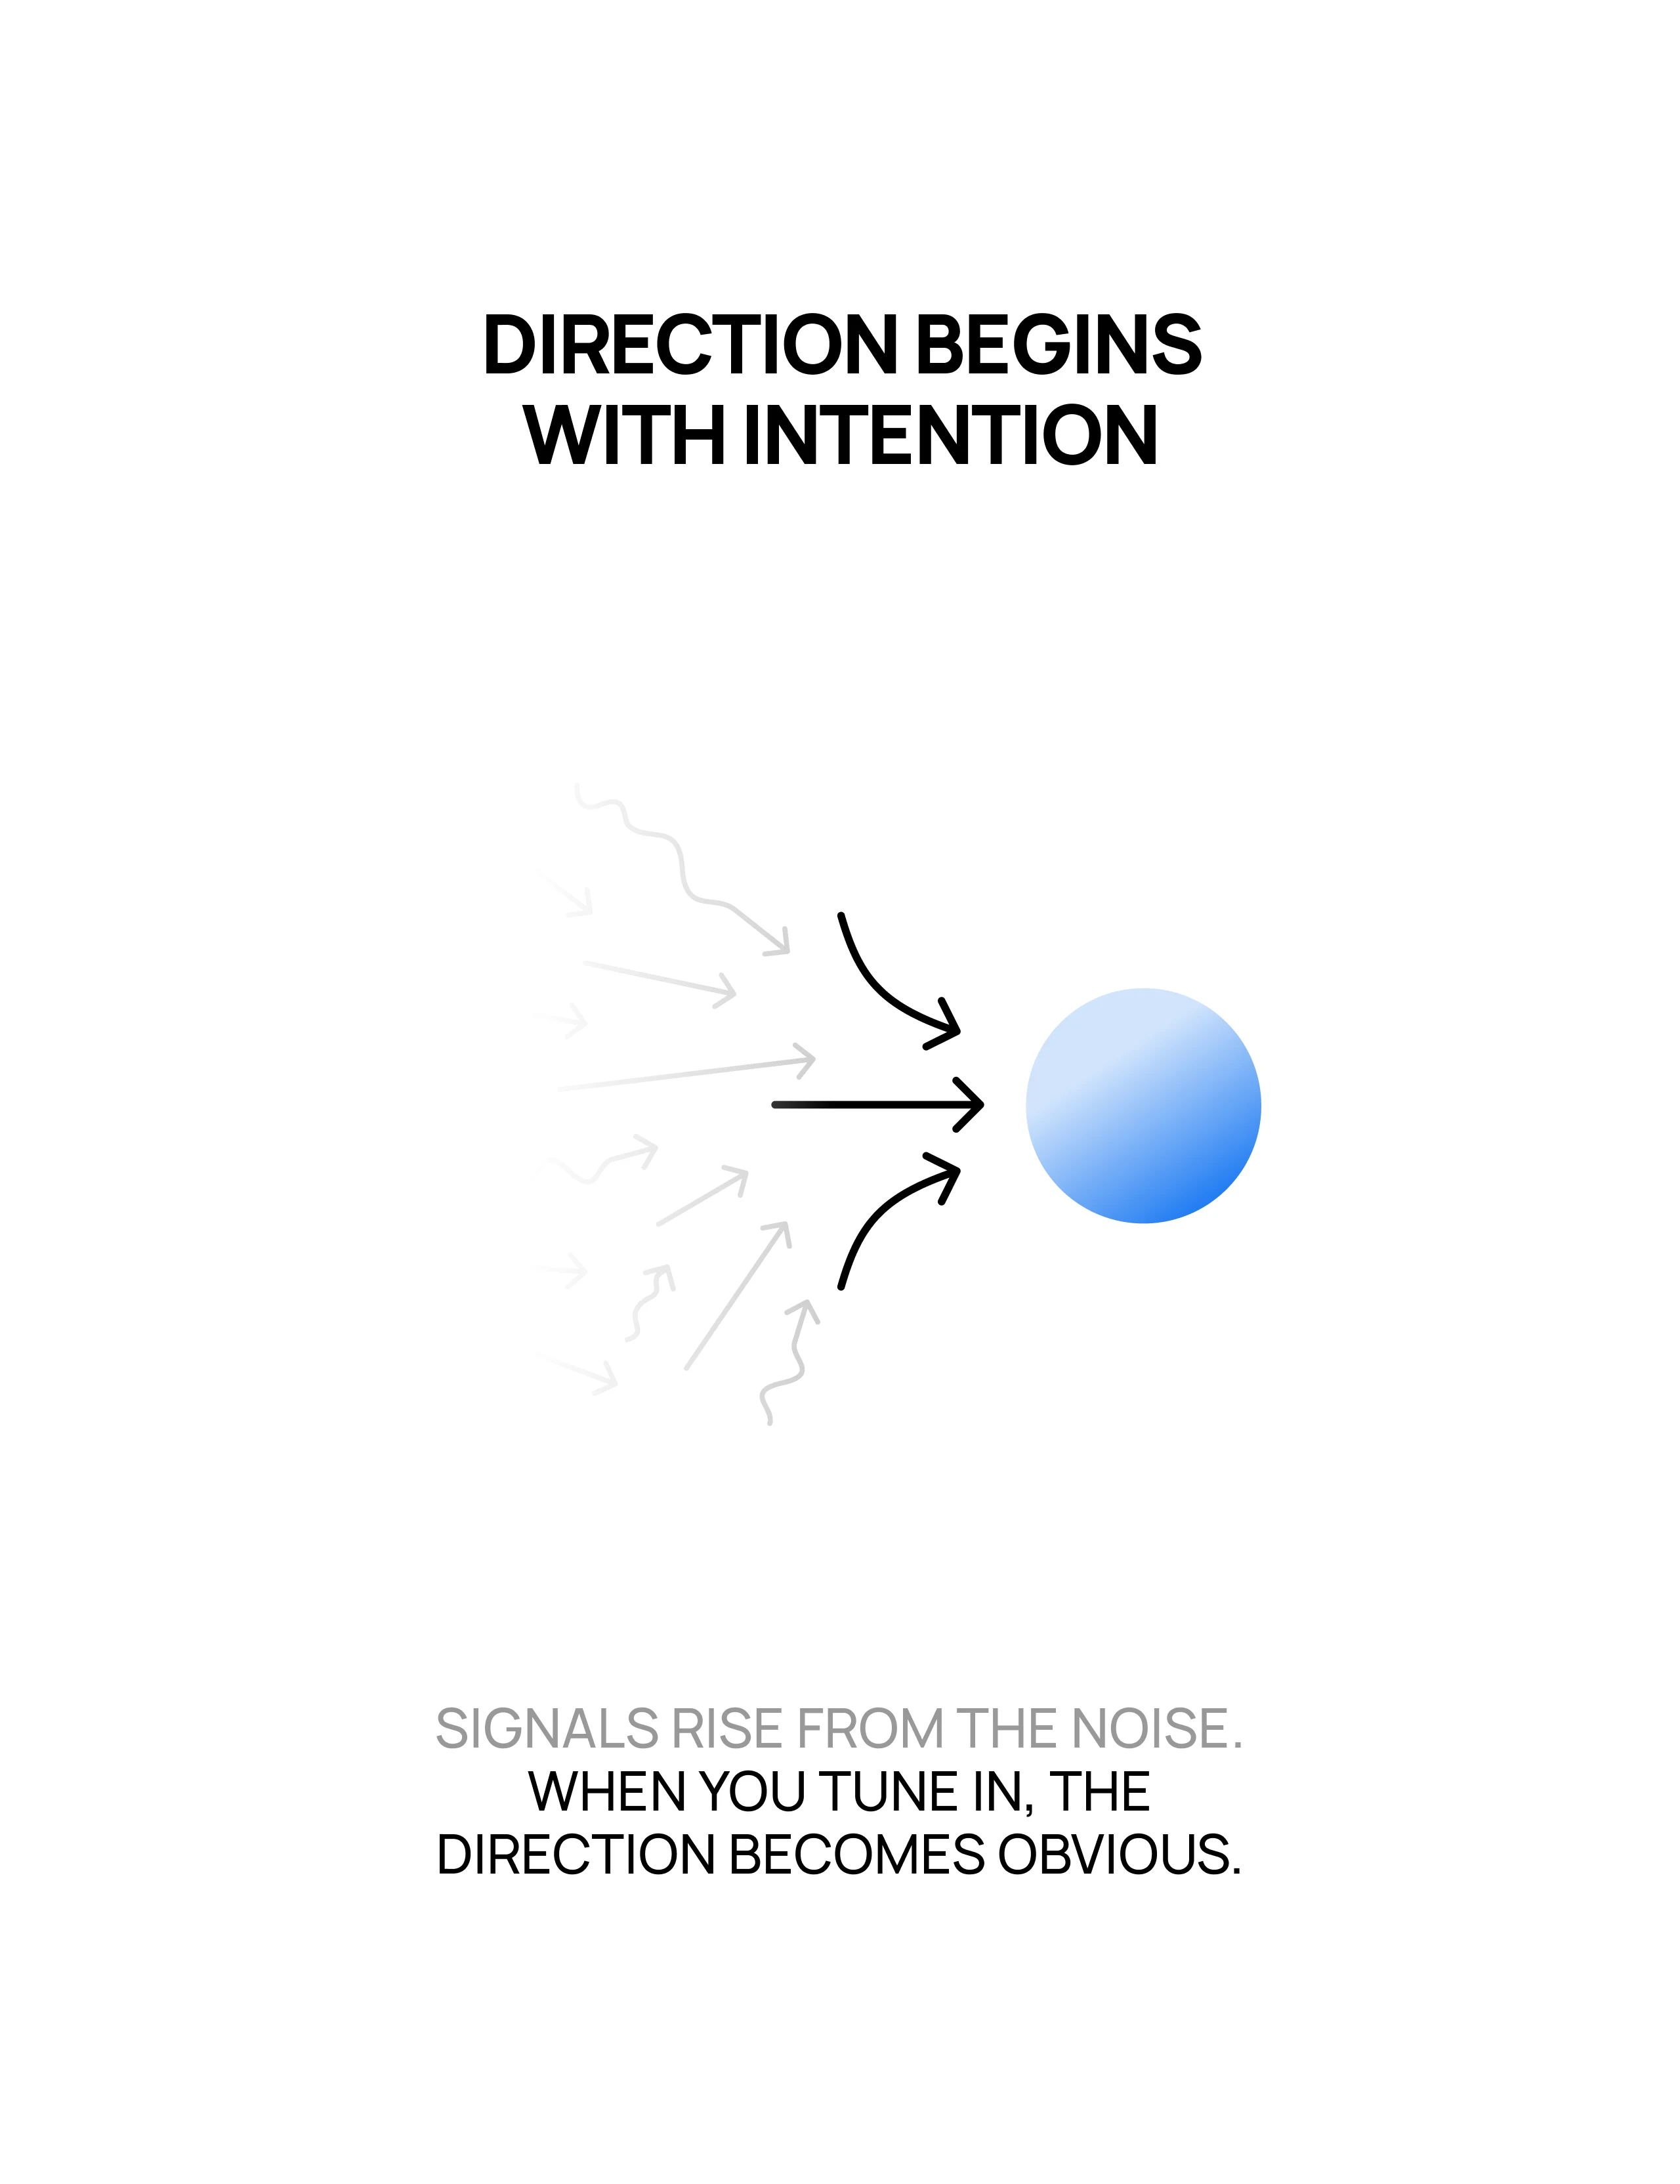 DIRECTION BEGINS
WITH INTENTION
SIGNALS RISE FROM THE NOISE.
WHEN YOU TUNE IN, THE
DIRECTION BECOMES OBVIOUS.